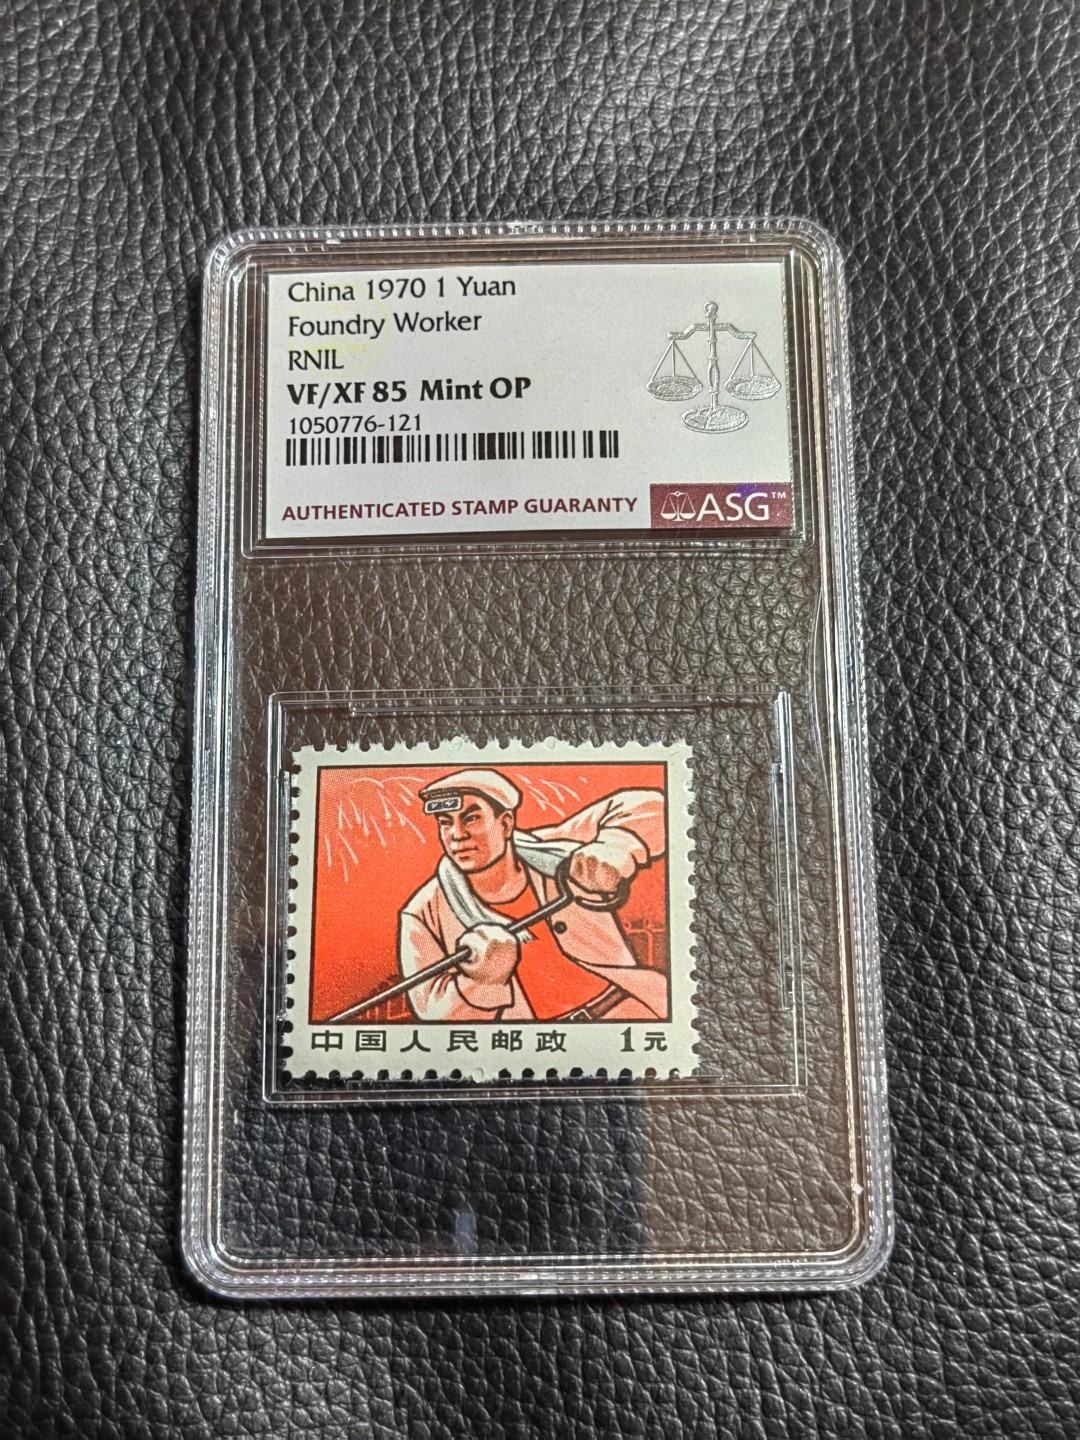 China 1970 1 Yuan
Foundry Worker
RNIL
VF/XF 85 Mint OP
1050776-121
AUTHENTICATED STAMP GUARANTY
ASG™
中国人民邮政 1元